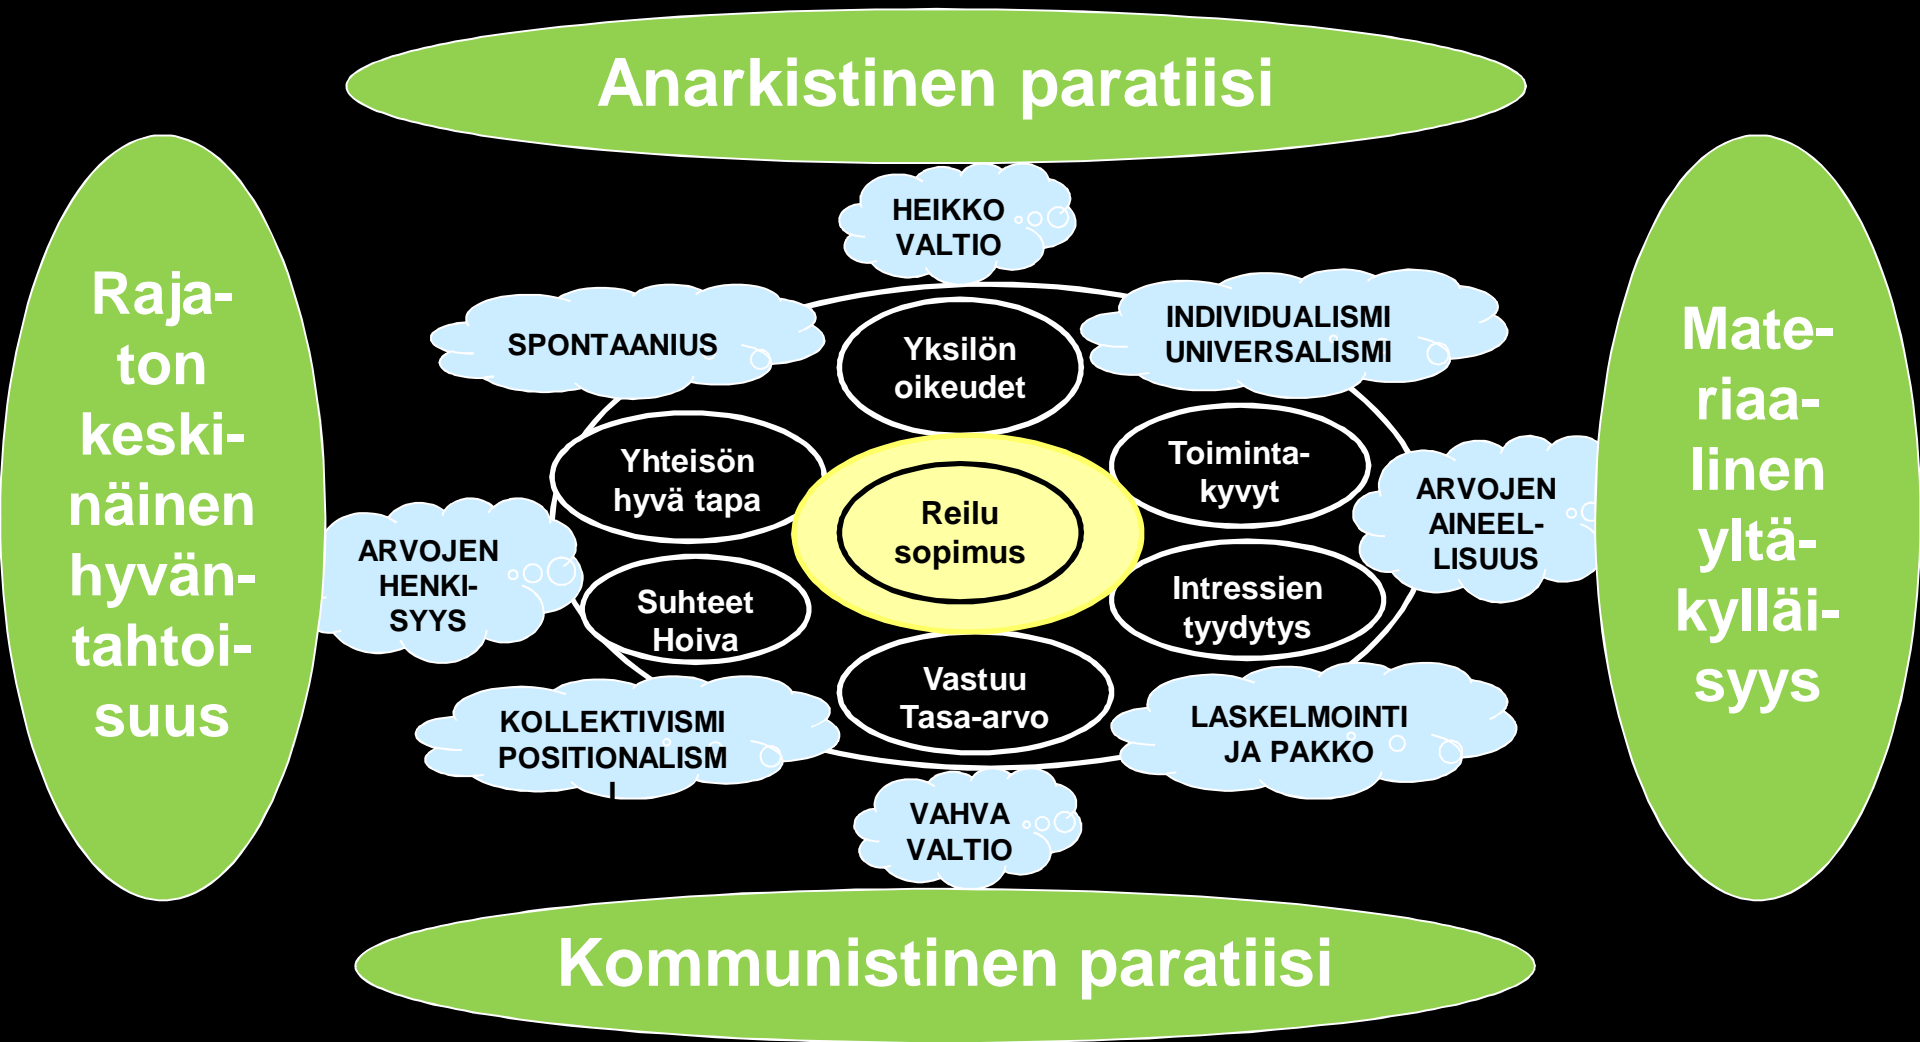 Anarkistinen paratiisi
Raja-
ton
keski-
näinen
hyvän-
tahtoi-
suus
HEIKKO
VALTIO
SPONTAANIUS
INDIVIDUALISMI
UNIVERSALISMI
Yksilön
oikeudet
Yhteisön
hyvä tapa
Toiminta-
kyvyt
Reilu
sopimus
ARVOJEN
HENKI-
SYYS
ARVOJEN
AINEEL-
LISUUS
Suhteet
Hoiva
Intressien
tyydytys
Vastuu
Tasa-arvo
KOLLEKTIVISMI
POSITIONALISM
I
LASKELMOINTI
JA PAKKO
VAHVA
VALTIO
Mate-
riaa-
linen
yltä-
kylläi-
syys
Kommunistinen paratiisi